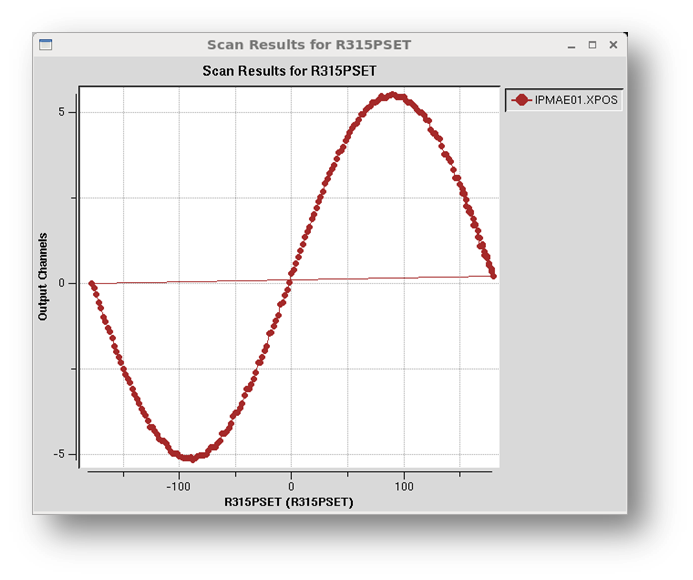 Scan Results for R315PSET
Scan Results for R315PSET
IPMAE01.XPOS
Output Channels
5
0
-5
-100
0
100
R315PSET (R315PSET)